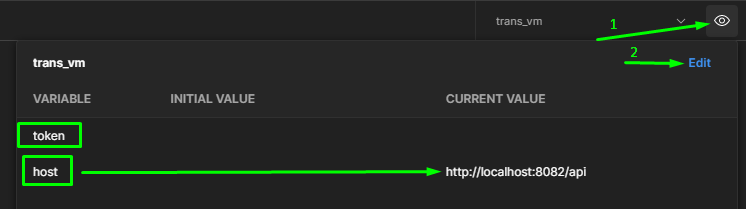 trans_vm
1
2
trans_vm Edit
VARIABLE INITIAL VALUE CURRENT VALUE
token
host http://localhost:8082/api